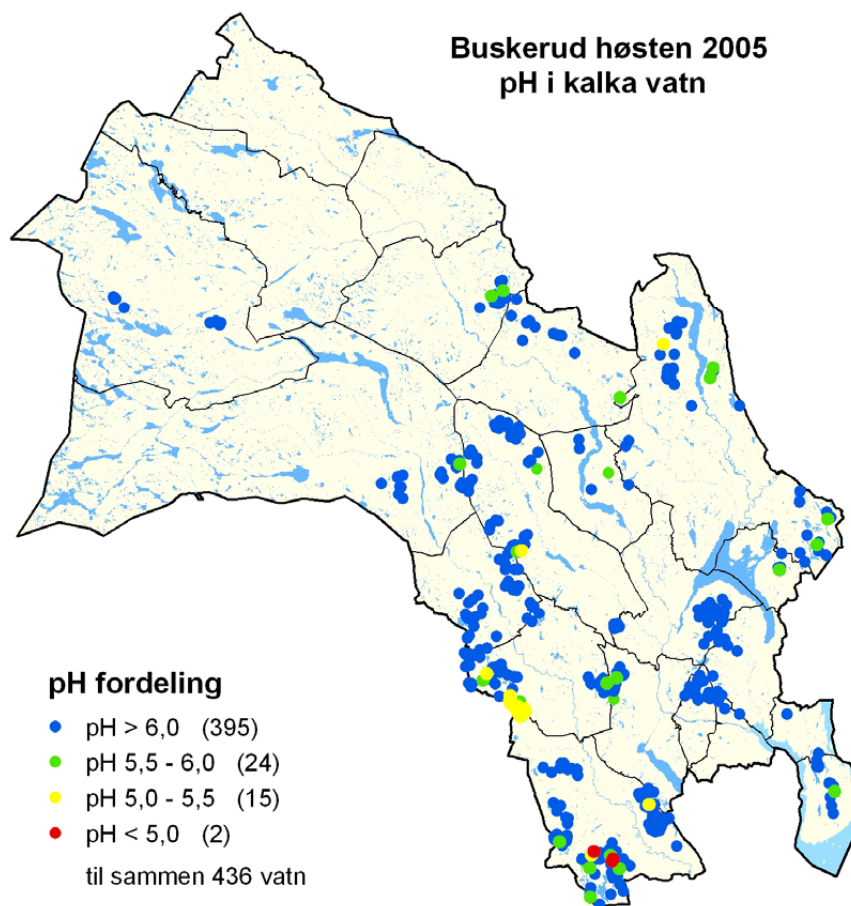 Buskerud høsten 2005
pH i kalka vatn
pH fordeling
pH > 6,0 (395)
pH 5,5 - 6,0 (24)
pH 5,0 - 5,5 (15)
pH < 5,0 (2)
til sammen 436 vatn